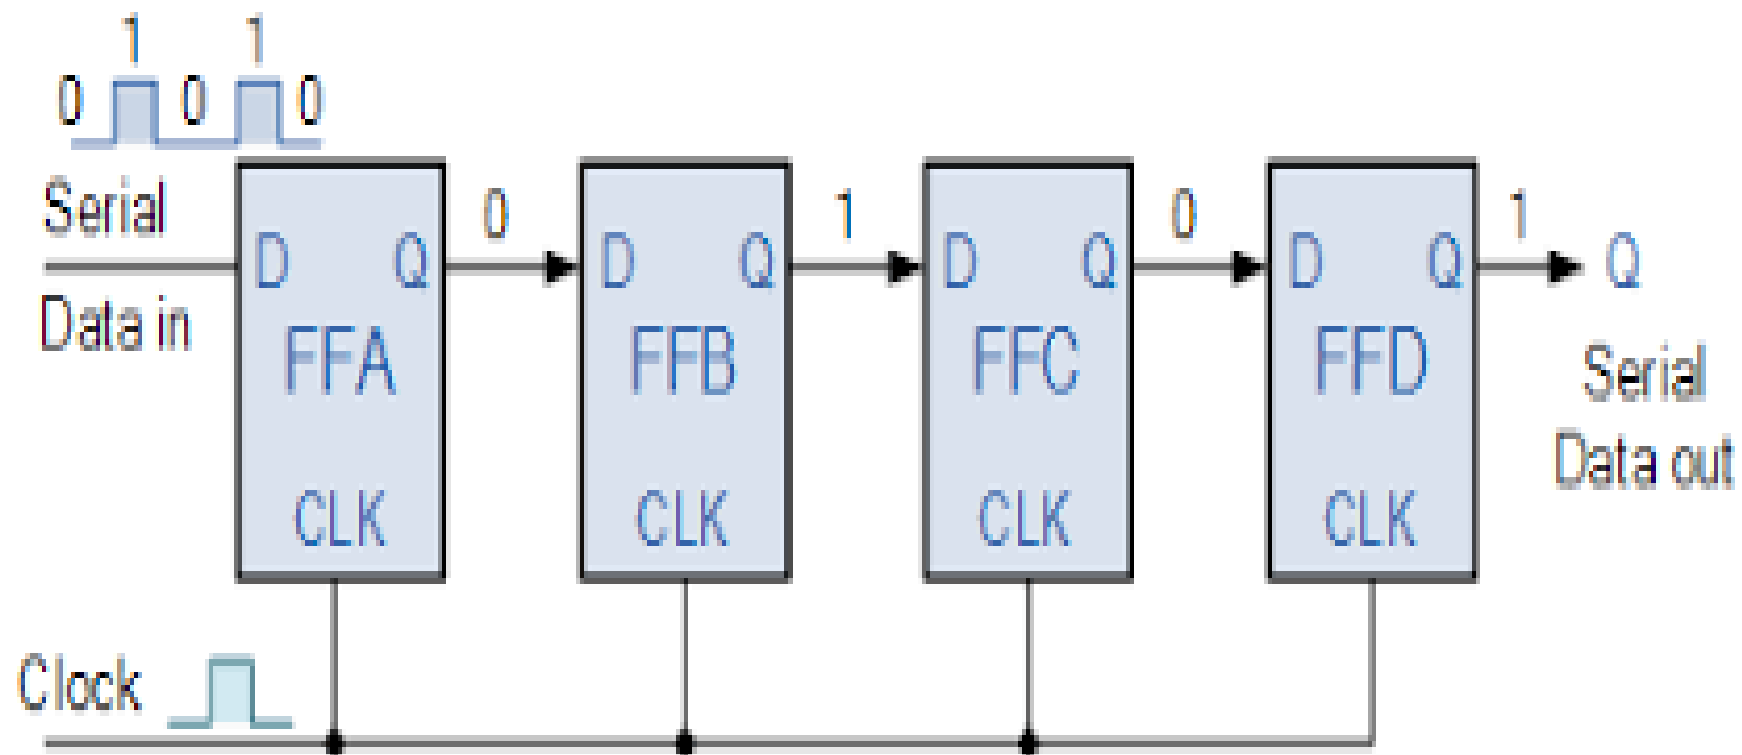 1 1
0 0 0
Serial
Data in
0 1 0 1
D Q D Q D Q D Q Q
FFA FFB FFC FFD
Serial
Data out
CLK CLK CLK CLK
Clock